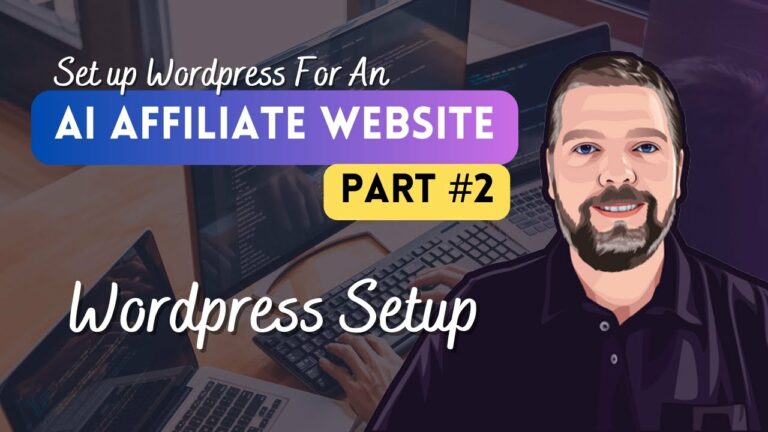 Set up Wordpress For An
AI AFFILIATE WEBSITE
PART #2
Wordpress Setup